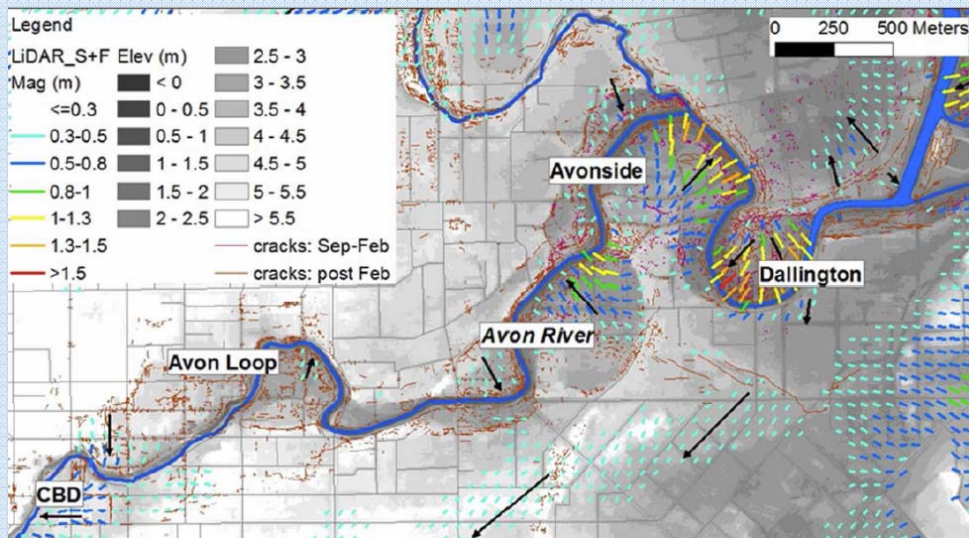 Legend
LiDAR_S+F
Mag (m)
<=0.3
0.3-0.5
0.5-0.8
0.8-1
1-1.3
1.3-1.5
>1.5
Elev (m)
< 0
0 - 0.5
0.5 - 1
1 - 1.5
1.5 - 2
2 - 2.5
2.5 - 3
3 - 3.5
3.5 - 4
4 - 4.5
4.5 - 5
5 - 5.5
> 5.5
cracks: Sep-Feb
cracks: post Feb
0 250 500 Meters
Avonside
Dallington
Avon River
Avon Loop
CBD